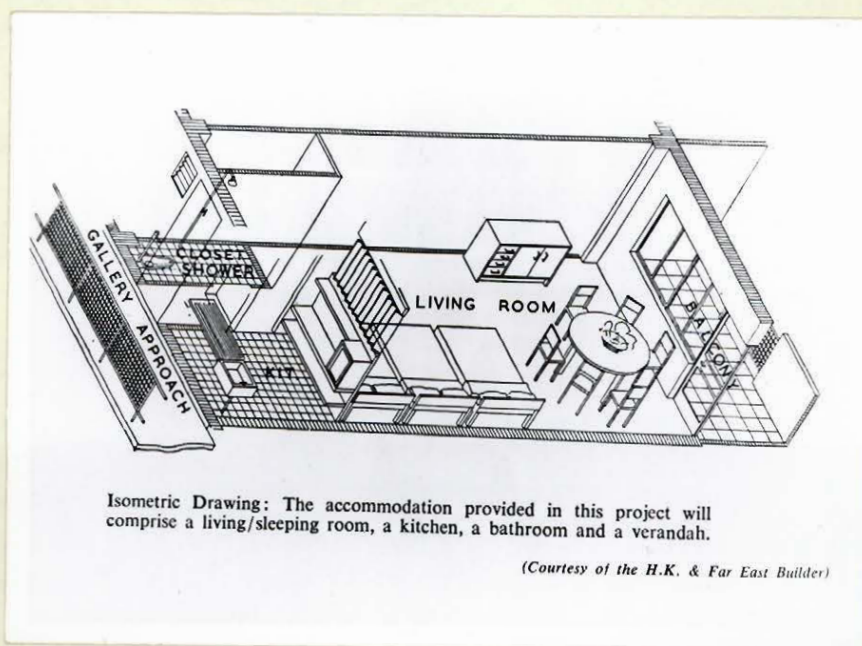 GALLERY APPROACH
CLOSET
SHOWER
KIT.
LIVING ROOM
BALCONY
Isometric Drawing: The accommodation provided in this project will
comprise a living/sleeping room, a kitchen, a bathroom and a verandah.
(Courtesy of the H.K. & Far East Builder)